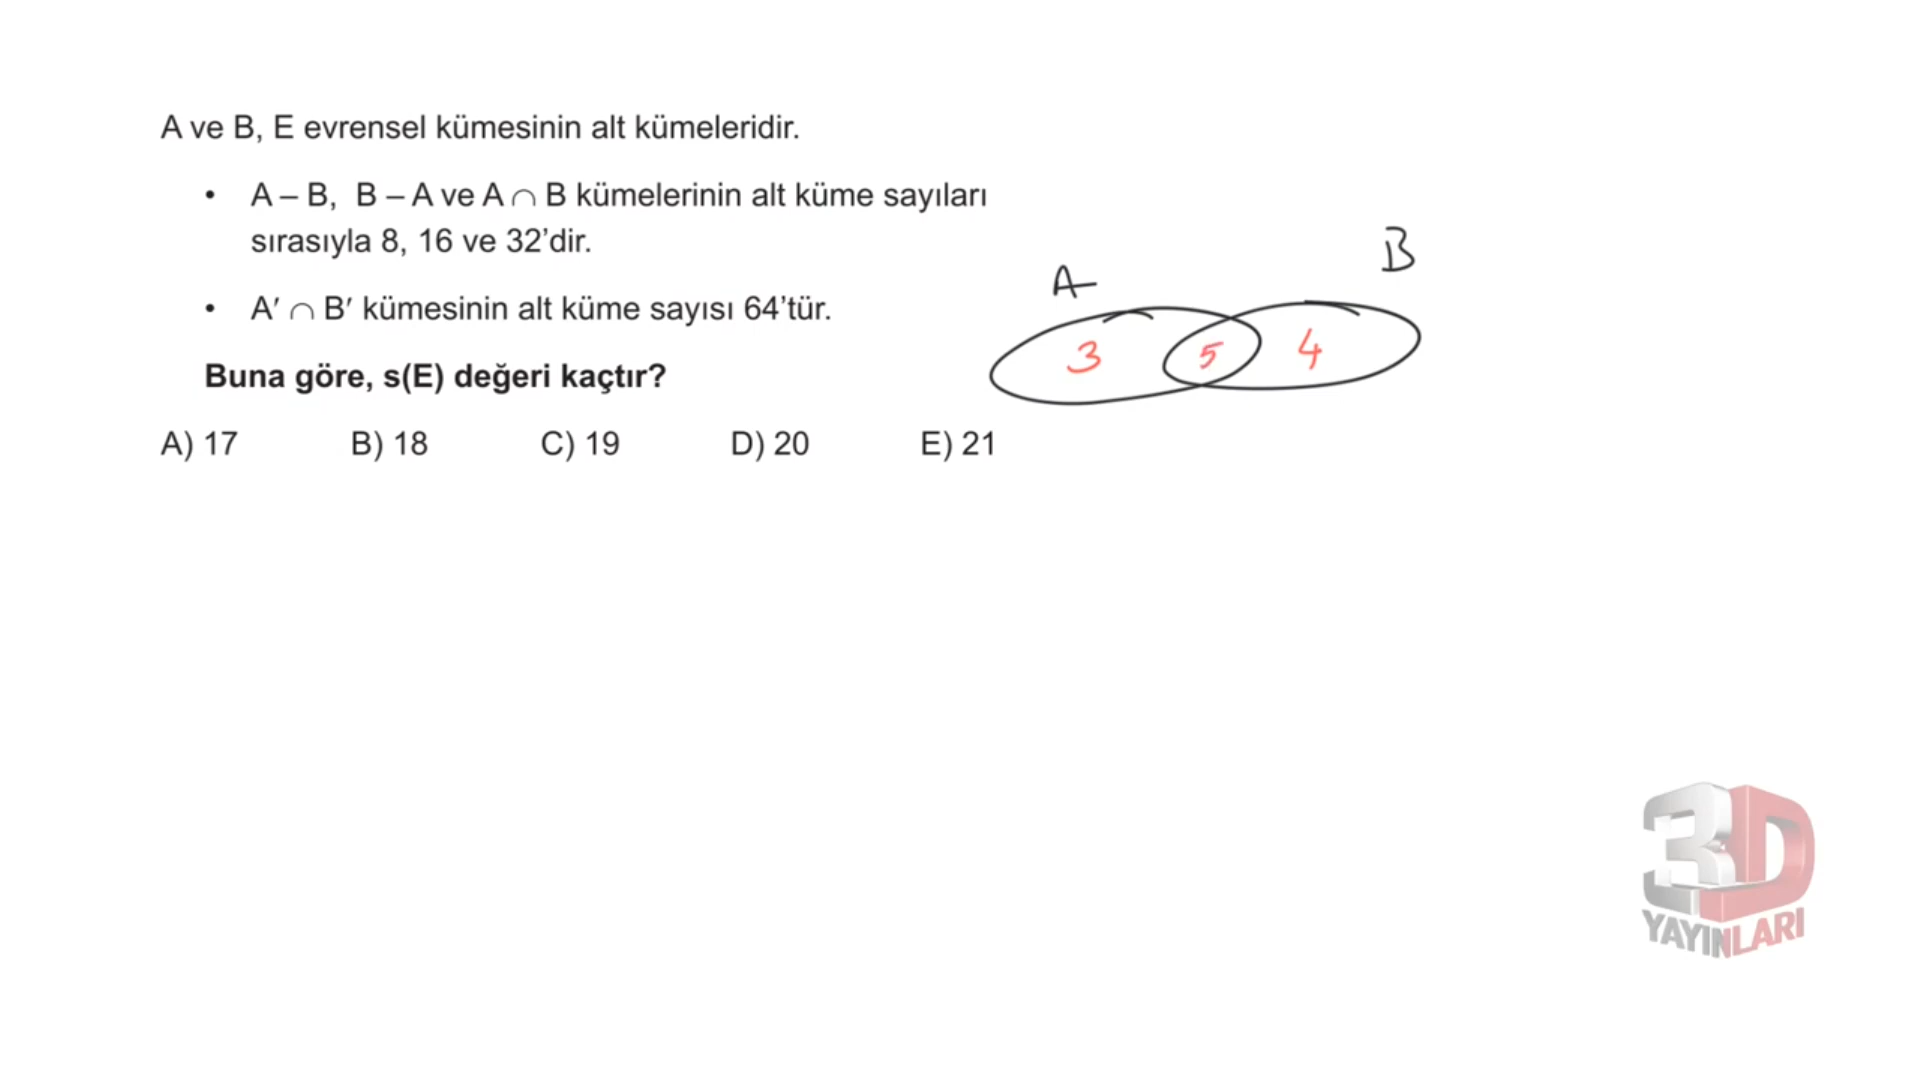 A ve B, E evrensel kümesinin alt kümeleridir.
• A – B, B – A ve A ∩ B kümelerinin alt küme sayıları
sırasıyla 8, 16 ve 32’dir.
• A′ ∩ B′ kümesinin alt küme sayısı 64’tür.
Buna göre, s(E) değeri kaçtır?
A) 17 B) 18 C) 19 D) 20 E) 21
A B
3 5 4
3D
YAYINLARI